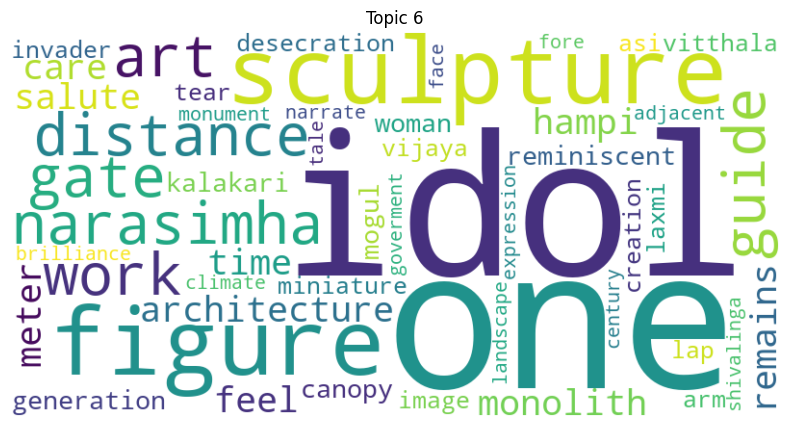 Topic 6
invader
art
desecration
sculpture
face
fore
asi
vitthala
care
salute
tear
monument
narrate
tale
woman
hampi
adjacent
distance
gate
kalakari
vijaya
reminiscent
guide
idol
narasimha
mogul
goverment
expression
creation
laxmi
brilliance
work
time
climate
miniature
meter
architecture
figure
one
landscape
century
lap
shivalinga
remains
generation
feel
canopy
image
monolith
arm